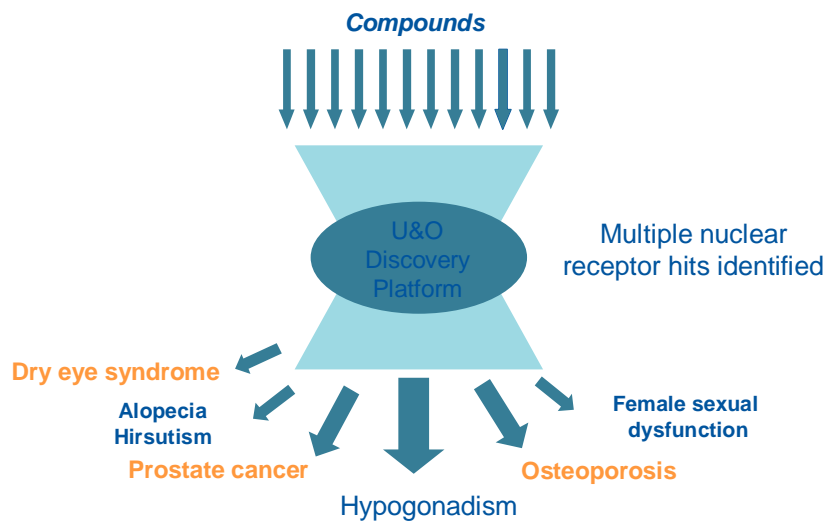 Compounds
U&O
Discovery
Platform
Multiple nuclear
receptor hits identified
Dry eye syndrome
Alopecia
Hirsutism
Prostate cancer
Hypogonadism
Osteoporosis
Female sexual
dysfunction